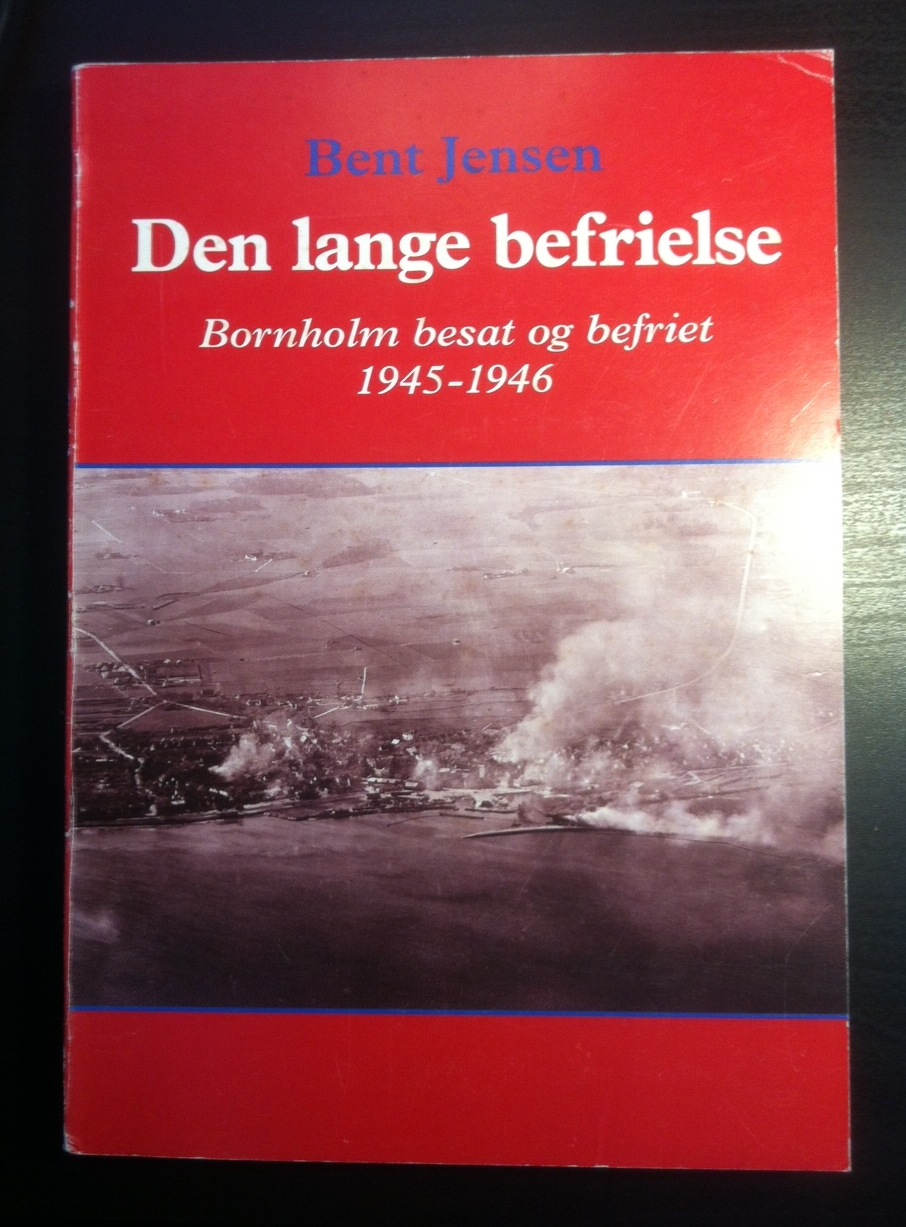 Bent Jensen
Den lange befrielse
Bornholm besat og befriet
1945-1946